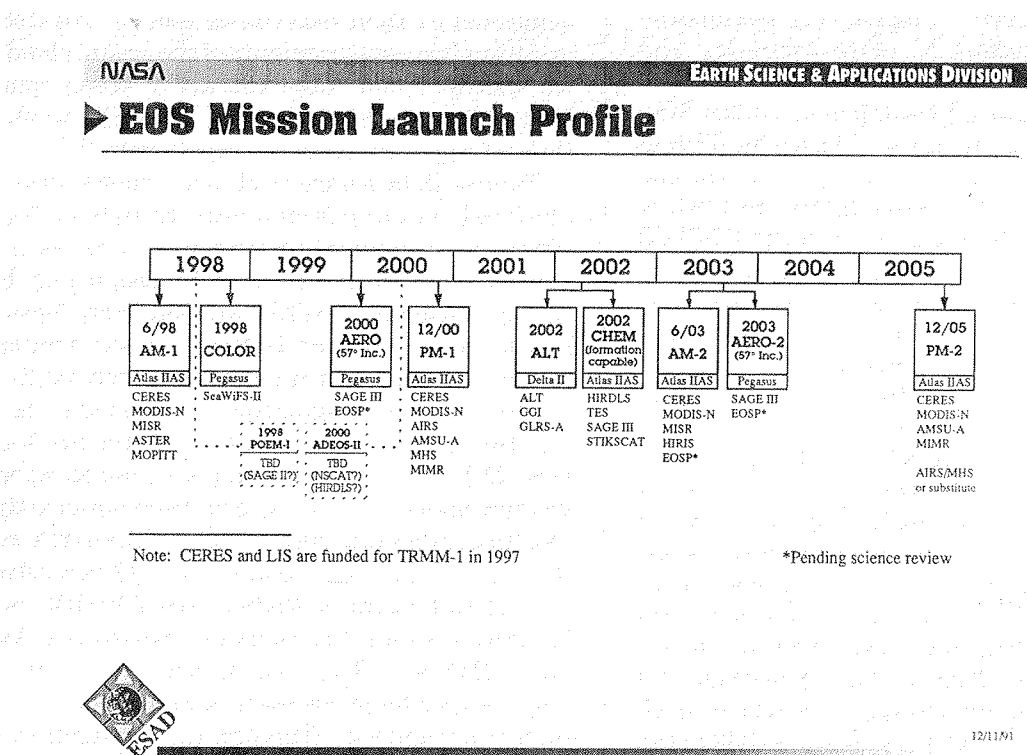 NASA
EARTH SCIENCE & APPLICATIONS DIVISION
EOS Mission Launch Profile
1998 1999 2000 2001 2002 2003 2004 2005
6/98
AM-1
Atlas IIAS
CERES
MODIS-N
MISR
ASTER
MOPITT
1998
COLOR
Pegasus
SeaWiFS-II
1998
POEM-1
TBD
(SAGE II?)
2000
AERO
(57° Inc.)
Pegasus
SAGE III
EOSP*
2000
ADEOS-II
TBD
(NSCAT?)
(HIRDLS?)
12/00
PM-1
Atlas IIAS
CERES
MODIS-N
AIRS
AMSU-A
MHS
MIMR
2002
ALT
Delta II
ALT
GGI
GLRS-A
2002
CHEM
(formation
capable)
Atlas IIAS
HIRDLS
TES
SAGE III
STIKSCAT
6/03
AM-2
Atlas IIAS
CERES
MODIS-N
MISR
HIRIS
EOSP*
2003
AERO-2
(57° Inc.)
Pegasus
SAGE III
EOSP*
12/05
PM-2
Atlas IIAS
CERES
MODIS-N
AMSU-A
MIMR
AIRS/MHS
or substitute
Note: CERES and LIS are funded for TRMM-1 in 1997
*Pending science review
ESAD
12/11/91